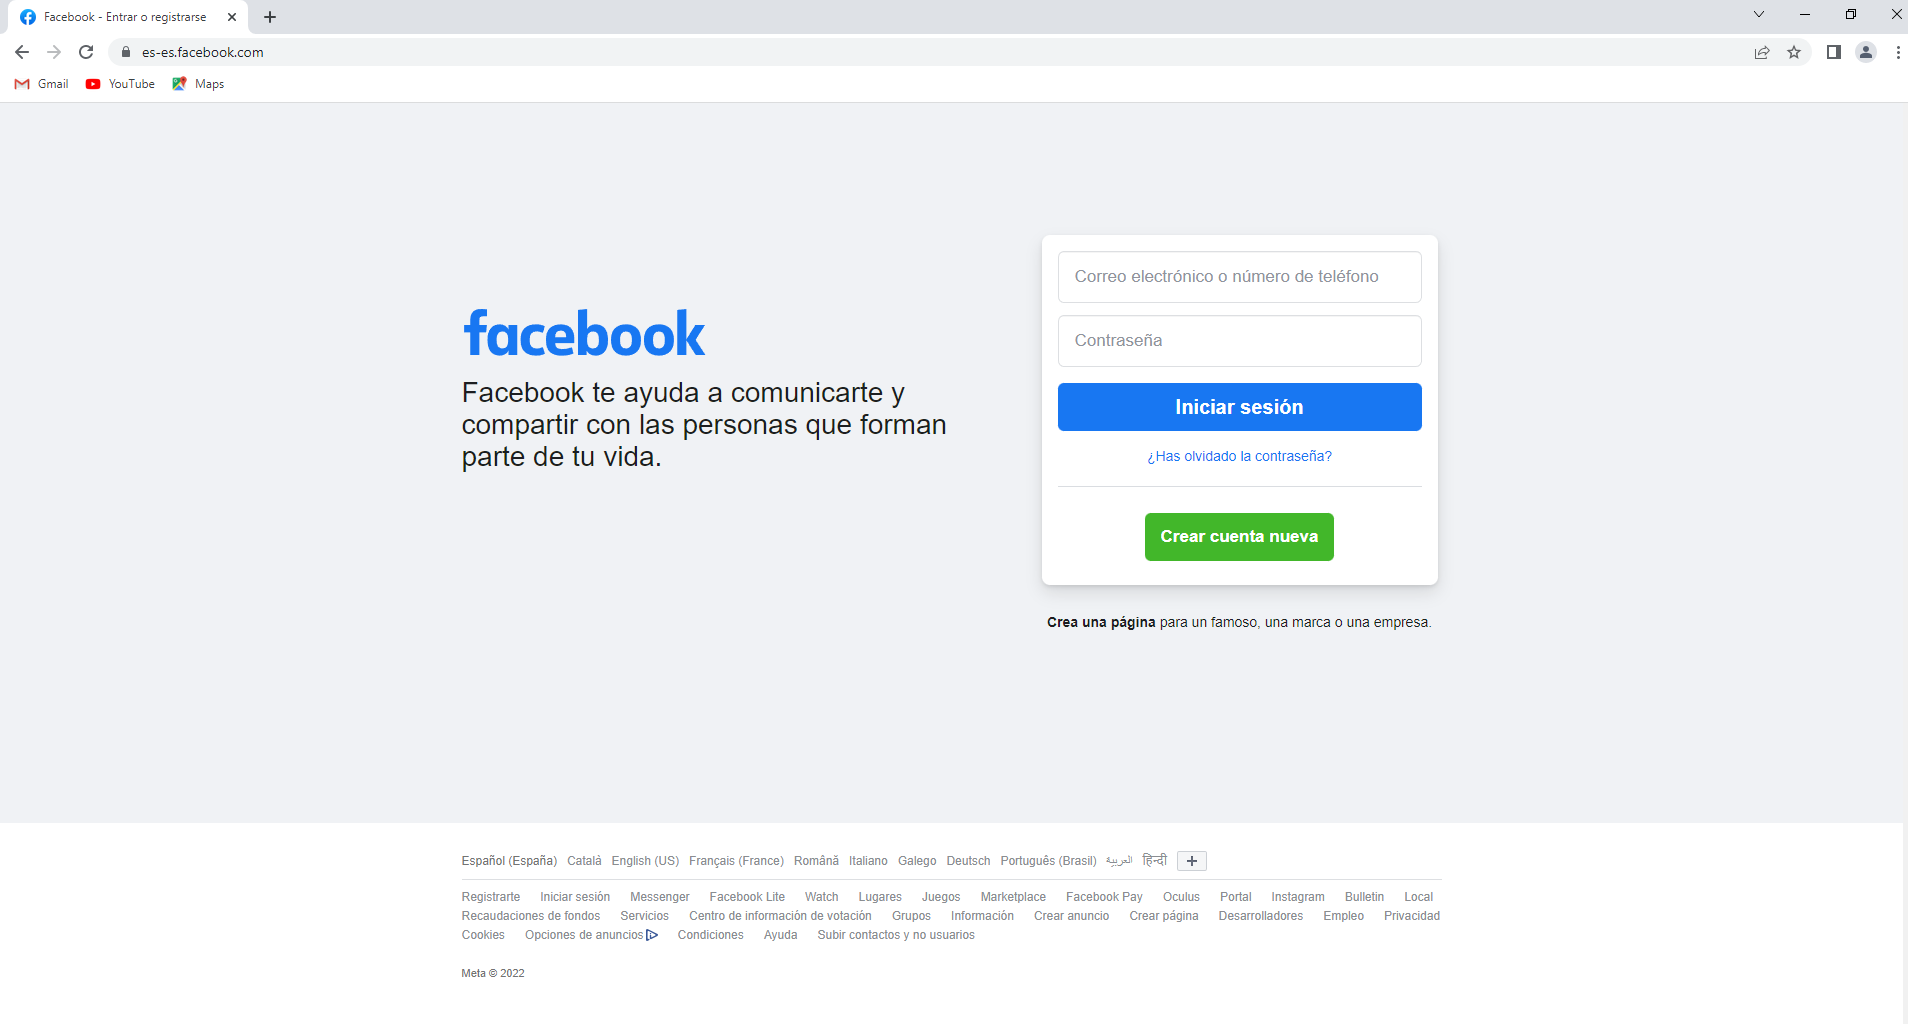 Facebook - Entrar o registrarse
es-es.facebook.com
Gmail YouTube Maps
facebook
Facebook te ayuda a comunicarte y
compartir con las personas que forman
parte de tu vida.
Correo electrónico o número de teléfono
Contraseña
Iniciar sesión
¿Has olvidado la contraseña?
Crear cuenta nueva
Crea una página para un famoso, una marca o una empresa.
Español (España) Català English (US) Français (France) Română Italiano Galego Deutsch Português (Brasil) العربية हिन्दी
Registrarte Iniciar sesión Messenger Facebook Lite Watch Lugares Juegos Marketplace Facebook Pay Oculus Portal Instagram Bulletin Local
Recaudaciones de fondos Servicios Centro de información de votación Grupos Información Crear anuncio Crear página Desarrolladores Empleo Privacidad
Cookies Opciones de anuncios Condiciones Ayuda Subir contactos y no usuarios
Meta © 2022